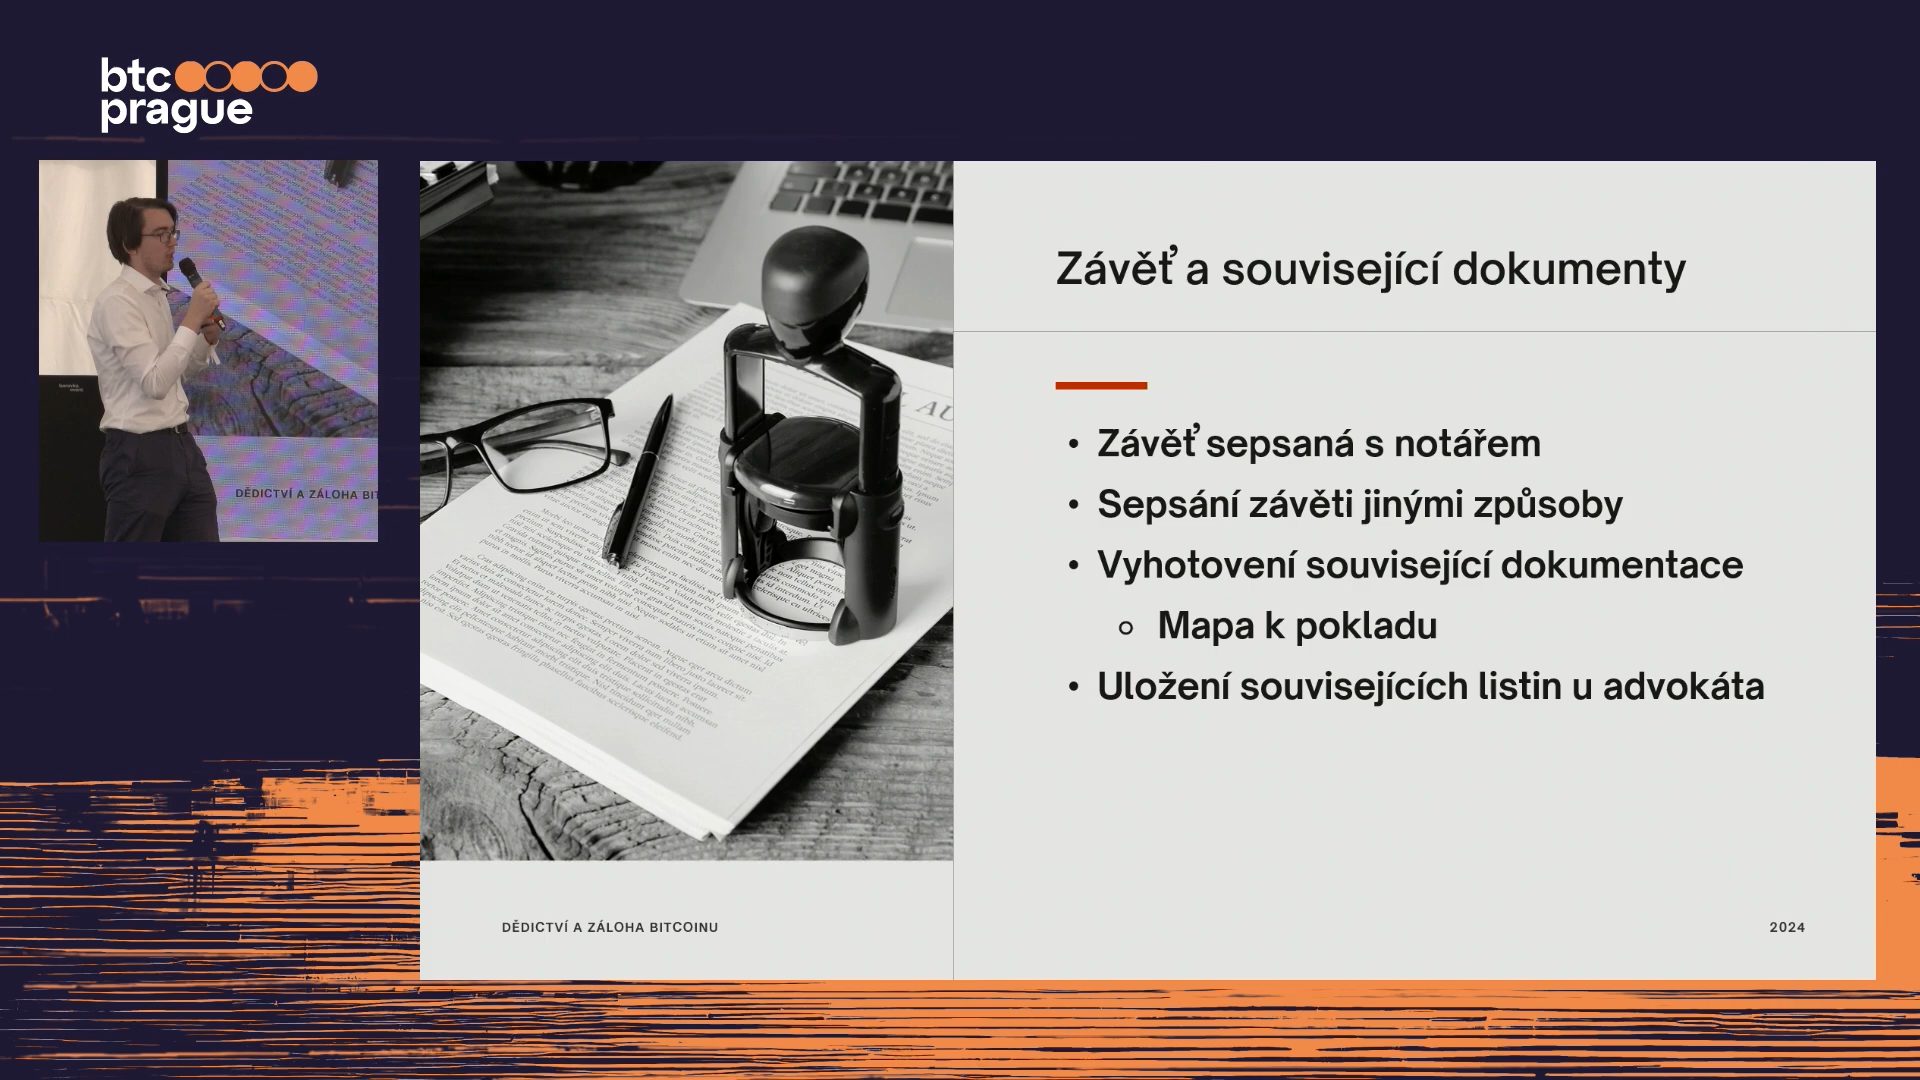 btc
prague
DĚDICTVÍ A ZÁLOHA BIT
Závěť a související dokumenty
• Závěť sepsaná s notářem
• Sepsání závěti jinými způsoby
• Vyhotovení související dokumentace
◦ Mapa k pokladu
• Uložení souvisejících listin u advokáta
DĚDICTVÍ A ZÁLOHA BITCOINU
2024